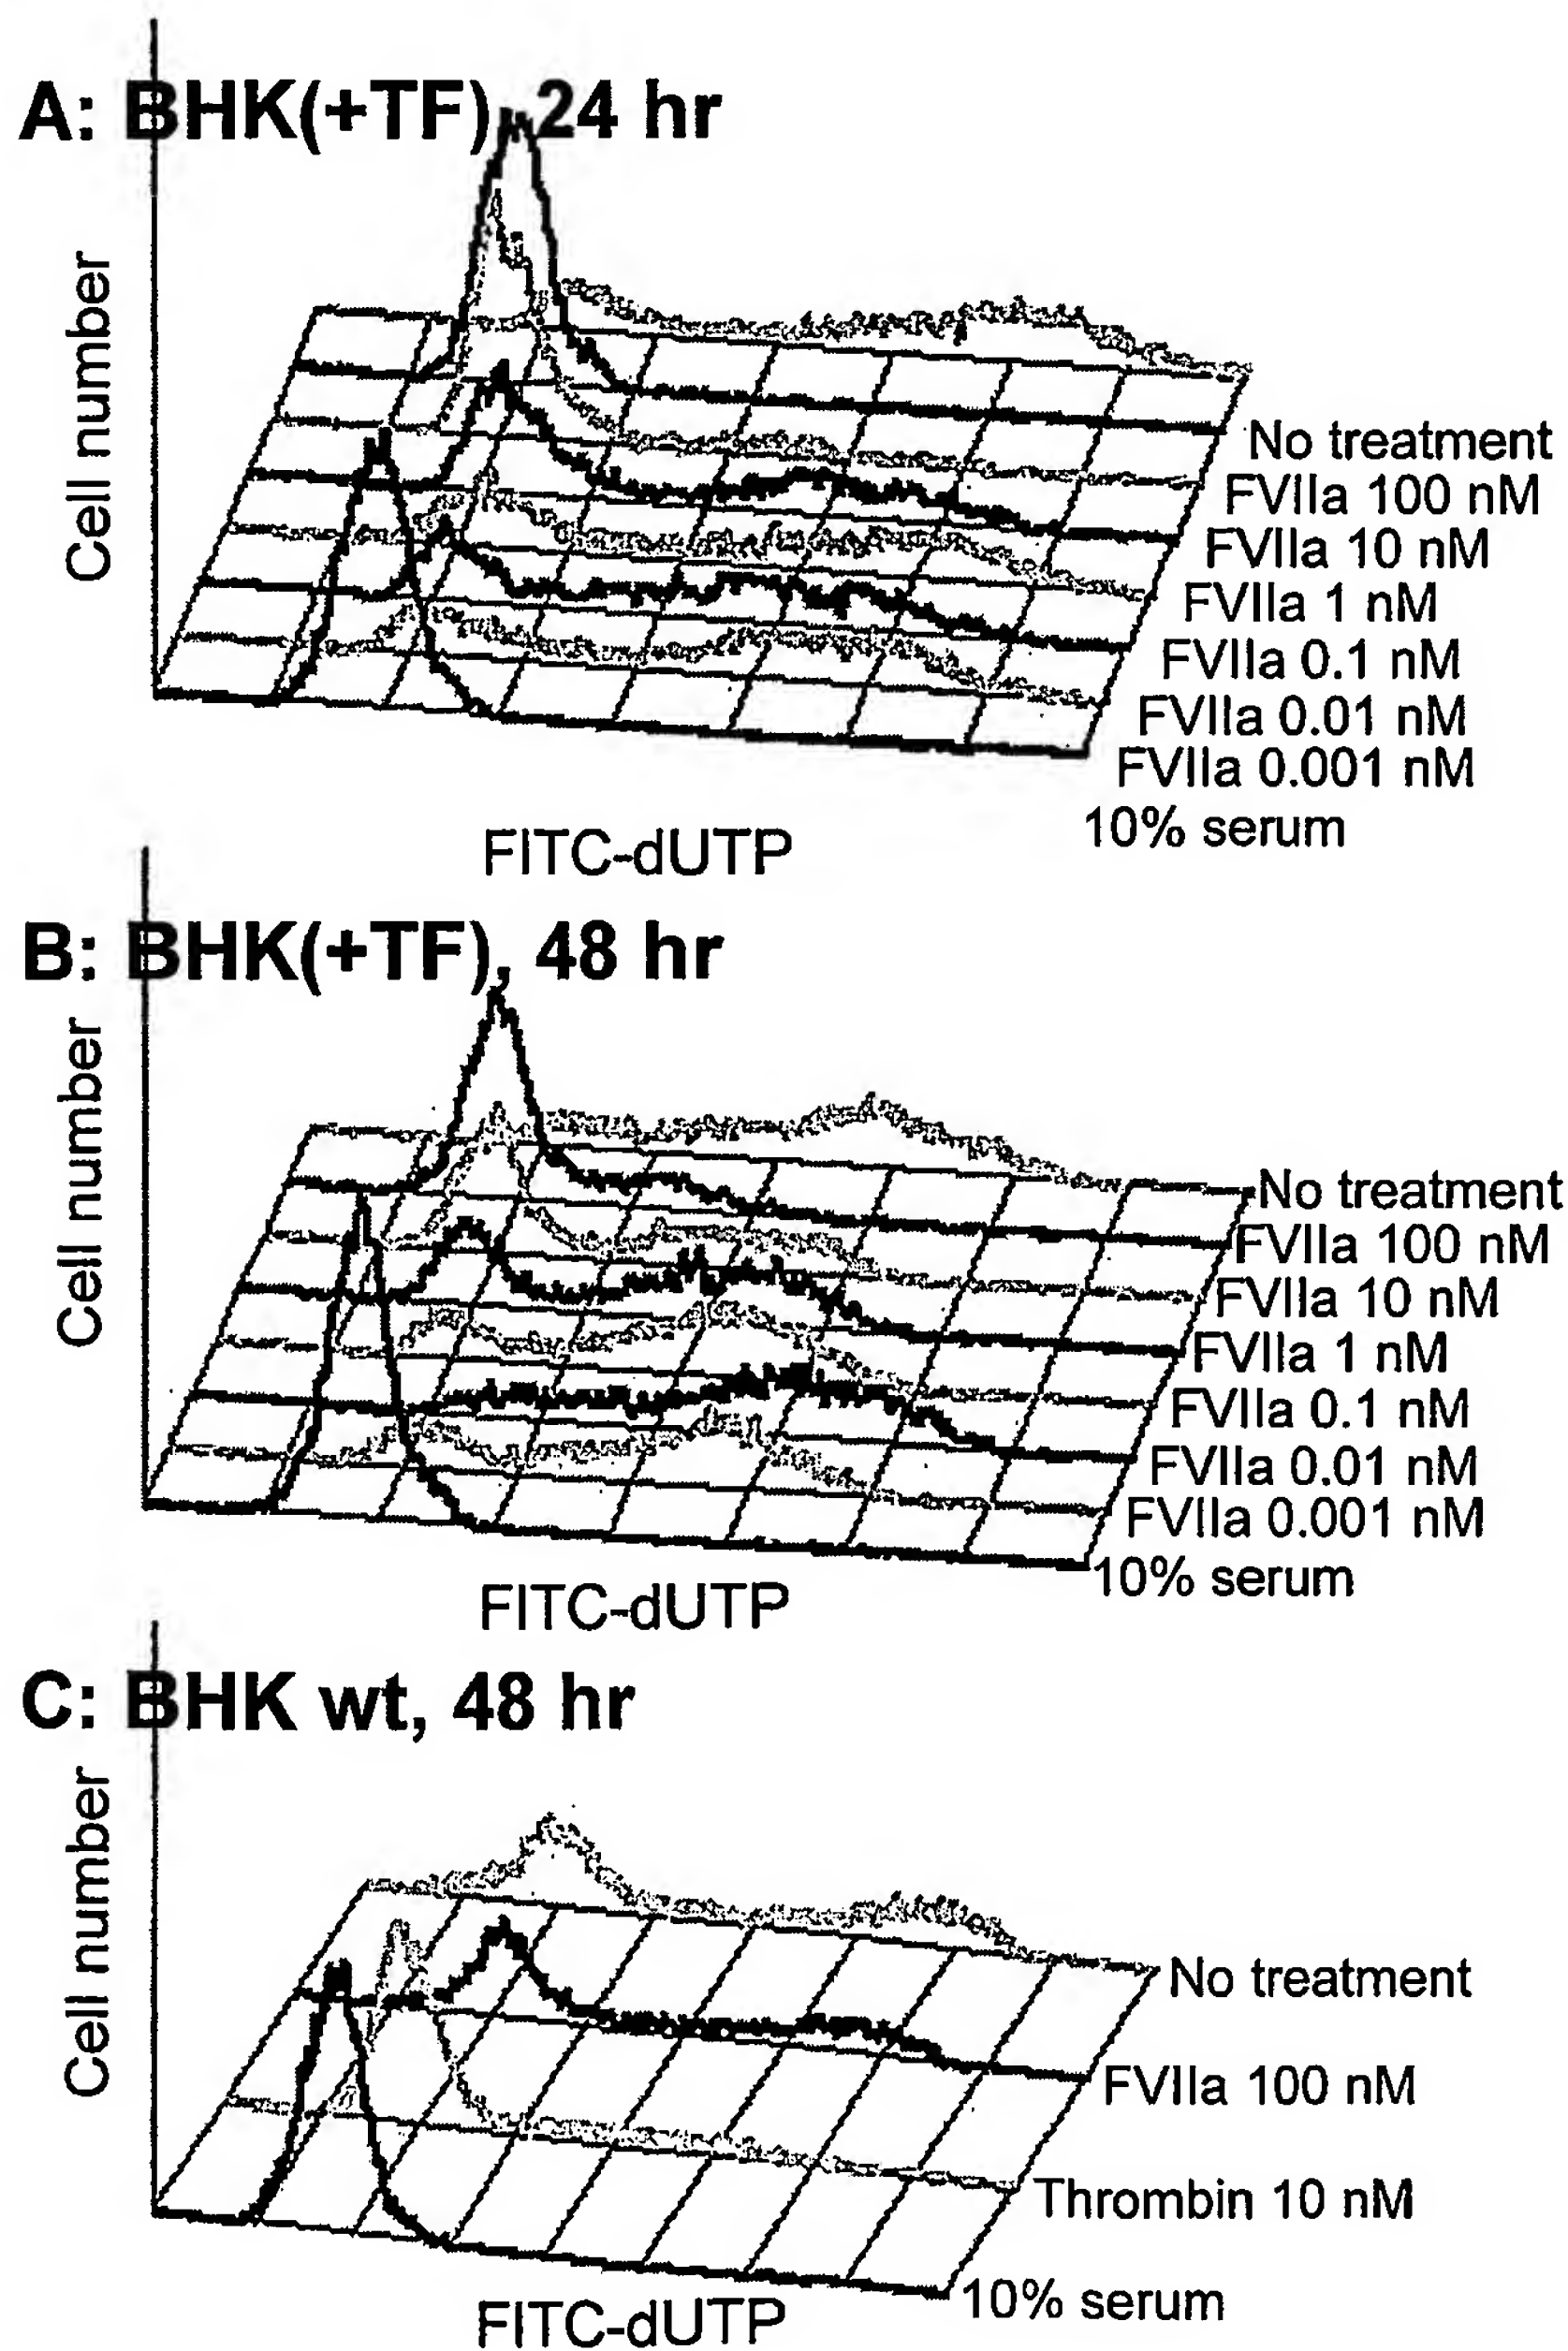 A: BHK(+TF), 24 hr
Cell number
No treatment
FVIIa 100 nM
FVIIa 10 nM
FVIIa 1 nM
FVIIa 0.1 nM
FVIIa 0.01 nM
FVIIa 0.001 nM
10% serum
FITC-dUTP
B: BHK(+TF), 48 hr
Cell number
No treatment
FVIIa 100 nM
FVIIa 10 nM
FVIIa 1 nM
FVIIa 0.1 nM
FVIIa 0.01 nM
FVIIa 0.001 nM
10% serum
FITC-dUTP
C: BHK wt, 48 hr
Cell number
No treatment
FVIIa 100 nM
Thrombin 10 nM
10% serum
FITC-dUTP